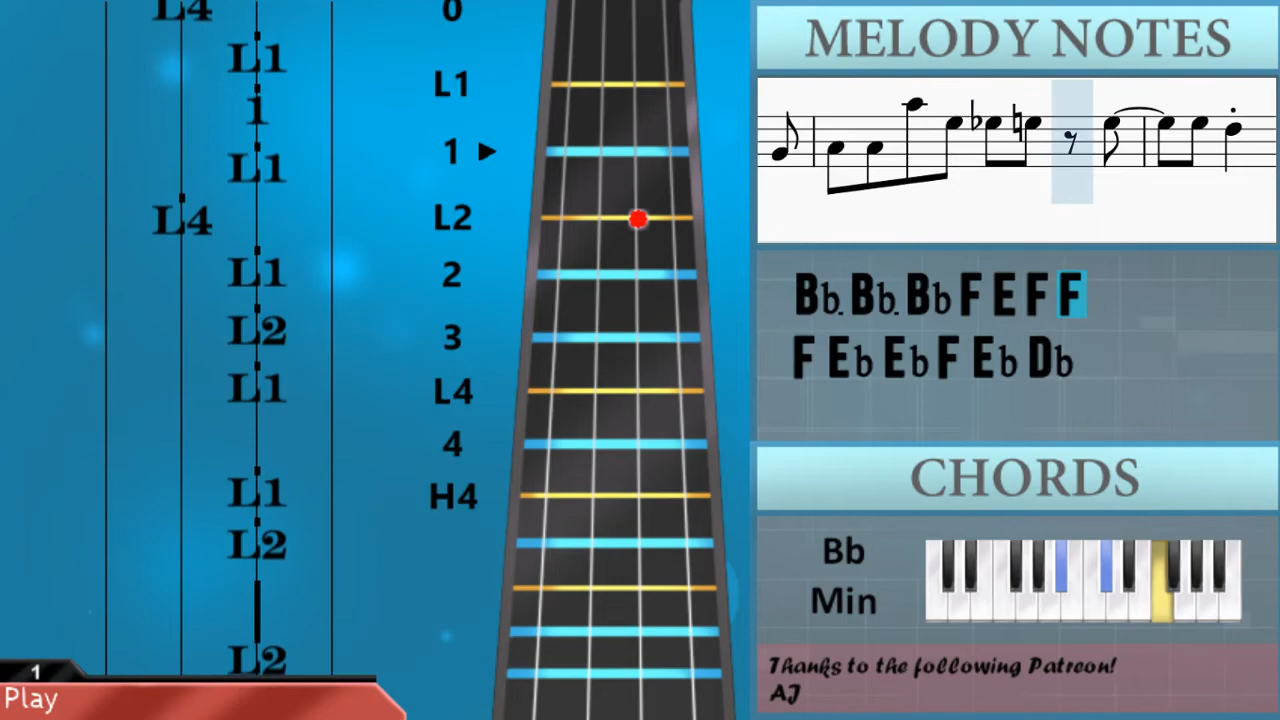 L4
L1
1
L1
L4
L1
L2
L1
L1
L2
L2
1
Play
0
L1
1 ►
L2
2
3
L4
4
H4
MELODY NOTES
Bb. Bb. Bb F E F F
F Eb Eb F Eb Db
CHORDS
Bb
Min
Thanks to the following Patreon!
AJ